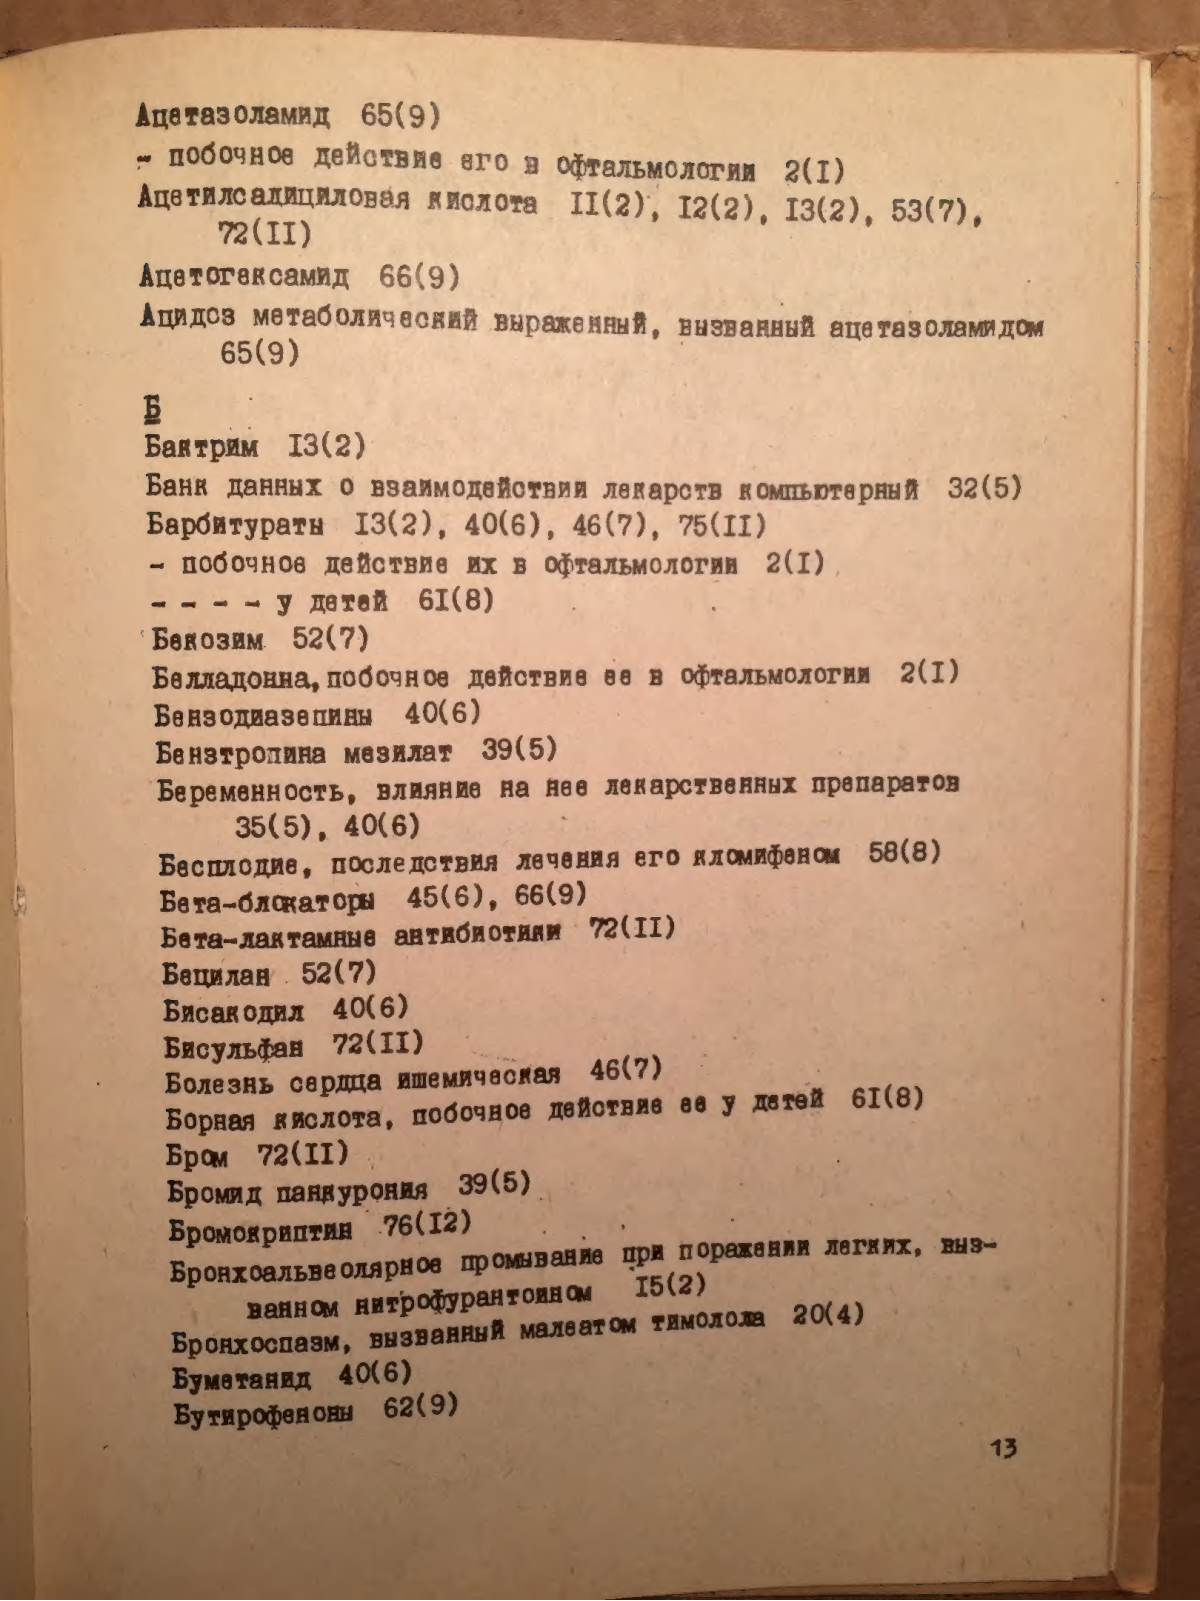 Ацетазоламид 65(9)
- побочное действие его в офтальмологии 2(I)
Ацетилсалициловая кислота II(2), I2(2), I3(2), 53(7),
72(II)
Ацетогексамид 66(9)
Ацидоз метаболический выраженный, вызванный ацетазоламидом
65(9)
Б
Бактрим I3(2)
Банк данных о взаимодействии лекарств компьютерный 32(5)
Барбитураты I3(2), 40(6), 46(7), 75(II)
- побочное действие их в офтальмологии 2(I)
- - - - у детей 6I(8)
Бекозим 52(7)
Белладонна, побочное действие ее в офтальмологии 2(I)
Бензодиазепины 40(6)
Бензтропина мезилат 39(5)
Беременность, влияние на нее лекарственных препаратов
35(5), 40(6)
Бесплодие, последствия лечения его кломифеном 58(8)
Бета-блокаторы 45(6), 66(9)
Бета-лактамные антибиотики 72(II)
Бецилан 52(7)
Бисакодил 40(6)
Бисульфан 72(II)
Болезнь сердца ишемическая 46(7)
Борная кислота, побочное действие ее у детей 6I(8)
Бром 72(II)
Бромид панкурония 39(5)
Бромокриптин 76(I2)
Бронхоальвеолярное промывание при поражении легких, выз-
ванном нитрофурантоином I5(2)
Бронхоспазм, вызванный малеатом тимолола 20(4)
Буметанид 40(6)
Бутирофеноны 62(9)
13